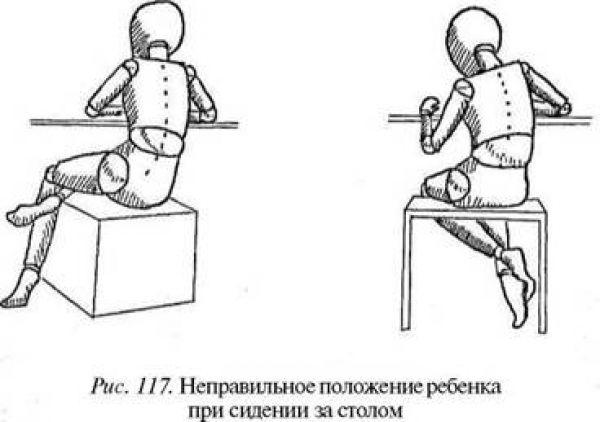 Рис. 117. Неправильное положение ребенка
при сидении за столом